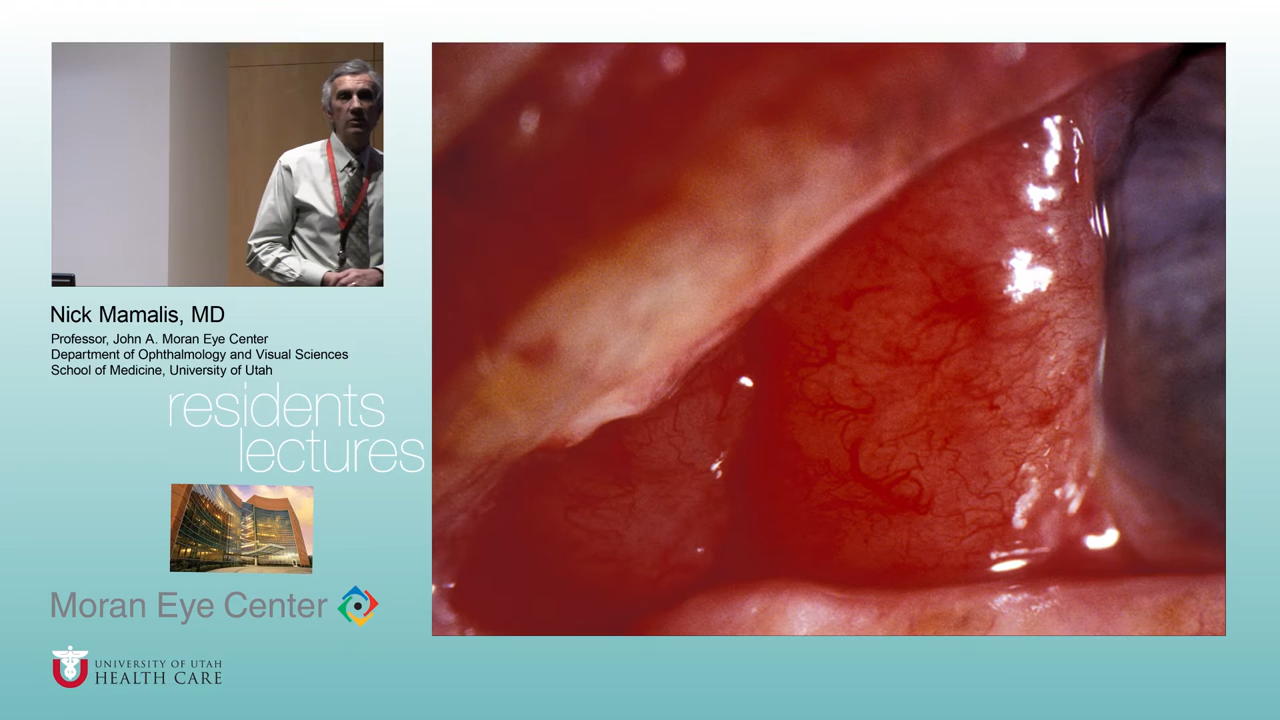 Nick Mamalis, MD
Professor, John A. Moran Eye Center
Department of Ophthalmology and Visual Sciences
School of Medicine, University of Utah
residents
lectures
Moran Eye Center
UNIVERSITY OF UTAH
HEALTH CARE